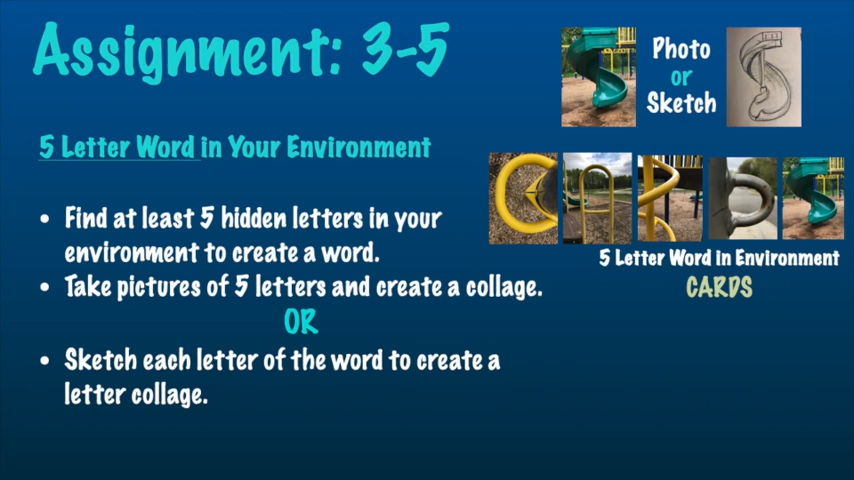 Assignment: 3-5
Photo
or
Sketch
5 Letter Word in Your Environment
• Find at least 5 hidden letters in your
environment to create a word.
• Take pictures of 5 letters and create a collage.
OR
• Sketch each letter of the word to create a
letter collage.
5 Letter Word in Environment
CARDS